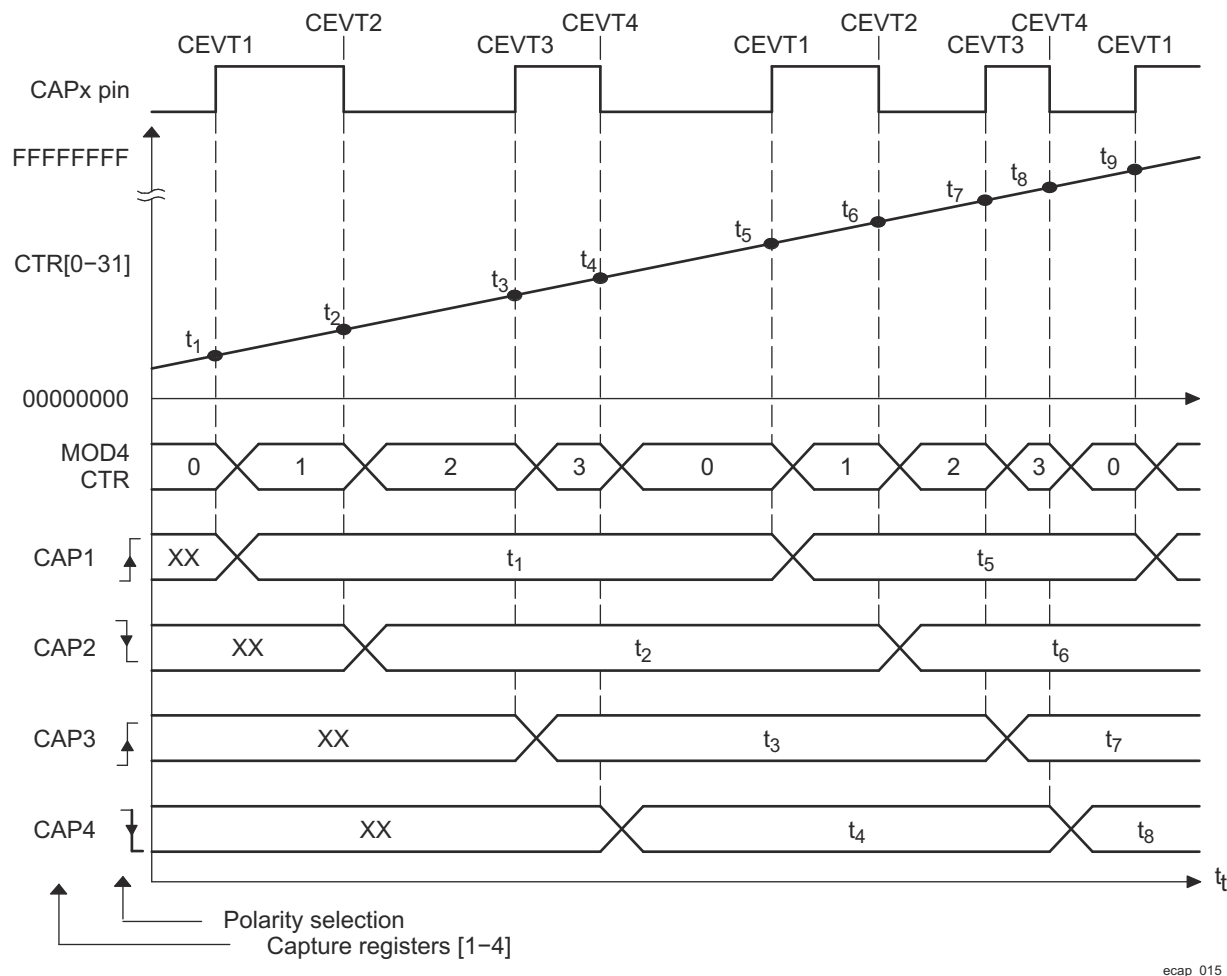 CEVT2 CEVT4 CEVT2 CEVT4
CEVT1 CEVT3 CEVT1 CEVT3 CEVT1
CAPx pin
FFFFFFFF
t9
t8
t7
t6
t5
CTR[0−31]
t4
t3
t2
t1
00000000
MOD4
CTR
0 1 2 3 0 1 2 3 0
CAP1 XX t1 t5
CAP2 XX t2 t6
CAP3 XX t3 t7
CAP4 XX t4 t8
tt
Polarity selection
Capture registers [1−4]
ecap_015